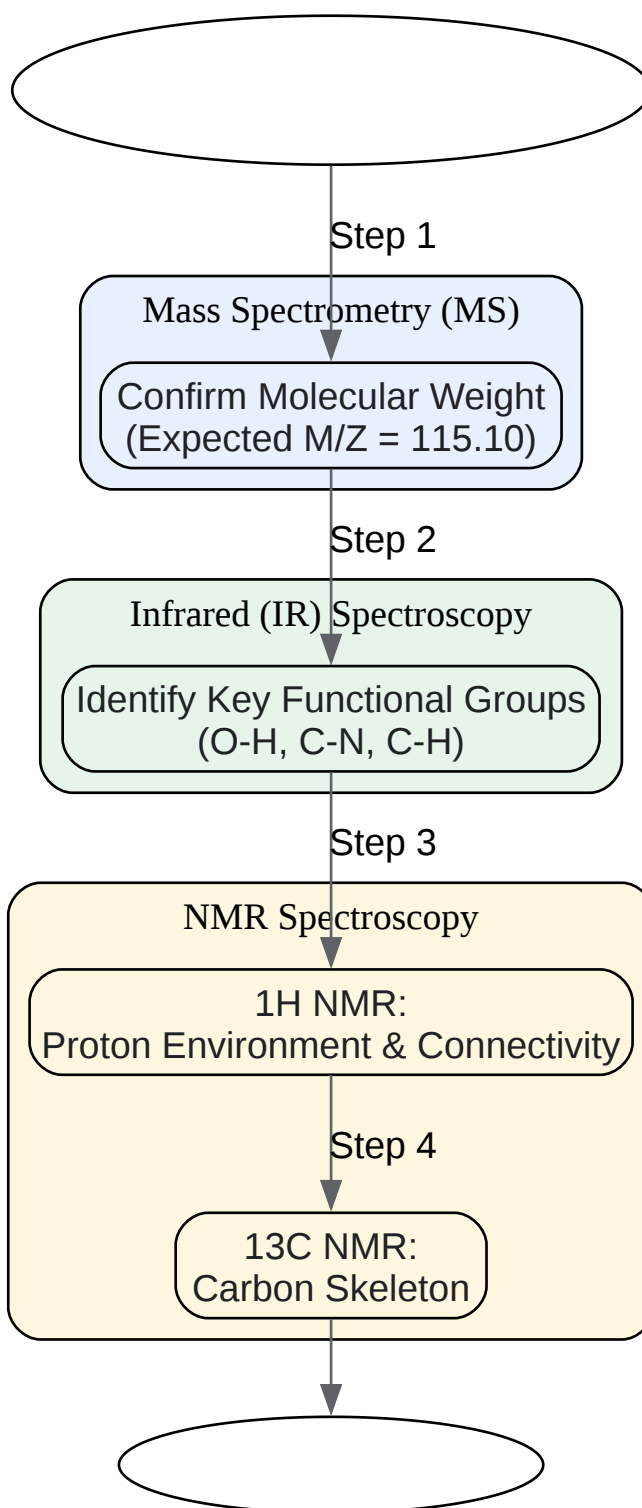 Step 1
Mass Spectrometry (MS)
Confirm Molecular Weight
(Expected M/Z = 115.10)
Step 2
Infrared (IR) Spectroscopy
Identify Key Functional Groups
(O-H, C-N, C-H)
Step 3
NMR Spectroscopy
1H NMR:
Proton Environment & Connectivity
Step 4
13C NMR:
Carbon Skeleton